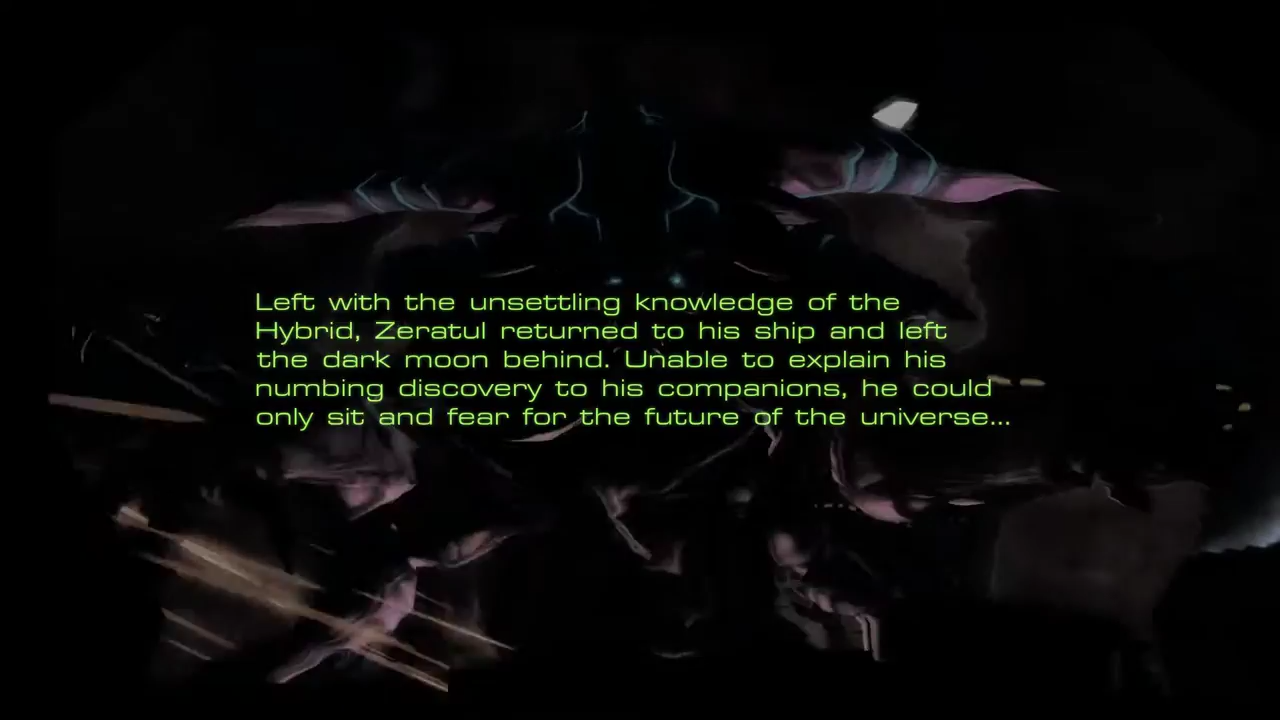 Left with the unsettling knowledge of the
Hybrid, Zeratul returned to his ship and left
the dark moon behind. Unable to explain his
numbing discovery to his companions, he could
only sit and fear for the future of the universe...